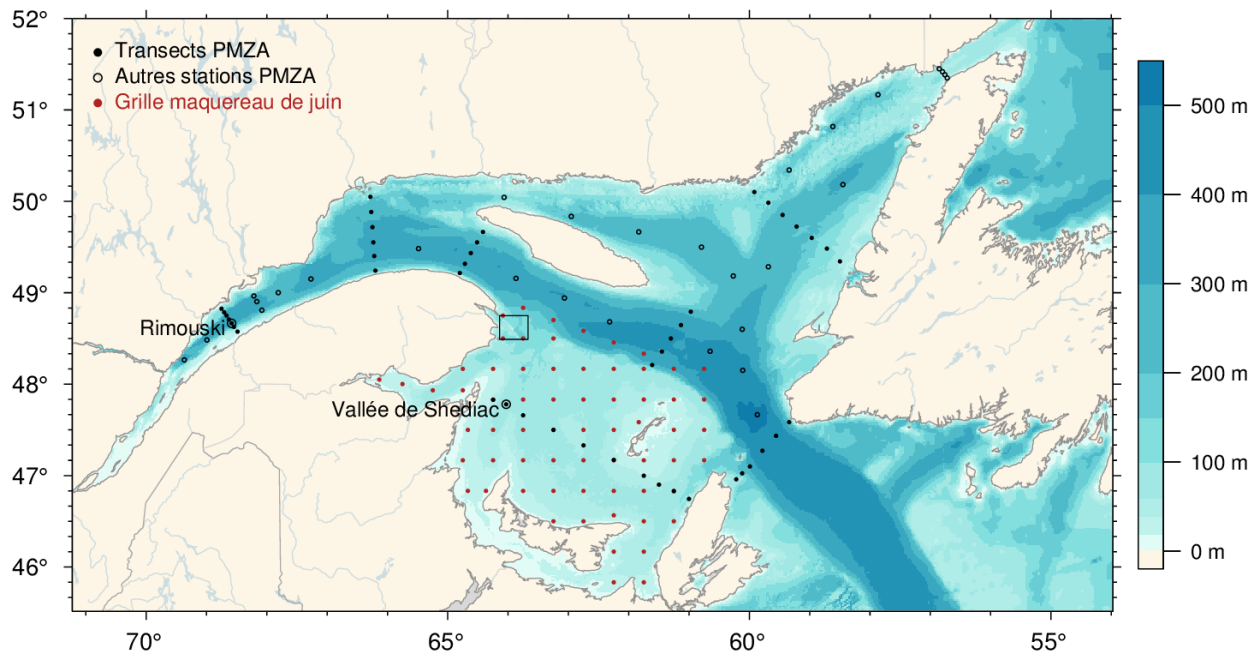 52°
51°
50°
49°
48°
47°
46°
Transects PMZA
Autres stations PMZA
Grille maquereau de juin
Rimouski
Vallée de Shediac
70°
65°
60°
55°
500 m
400 m
300 m
200 m
100 m
0 m